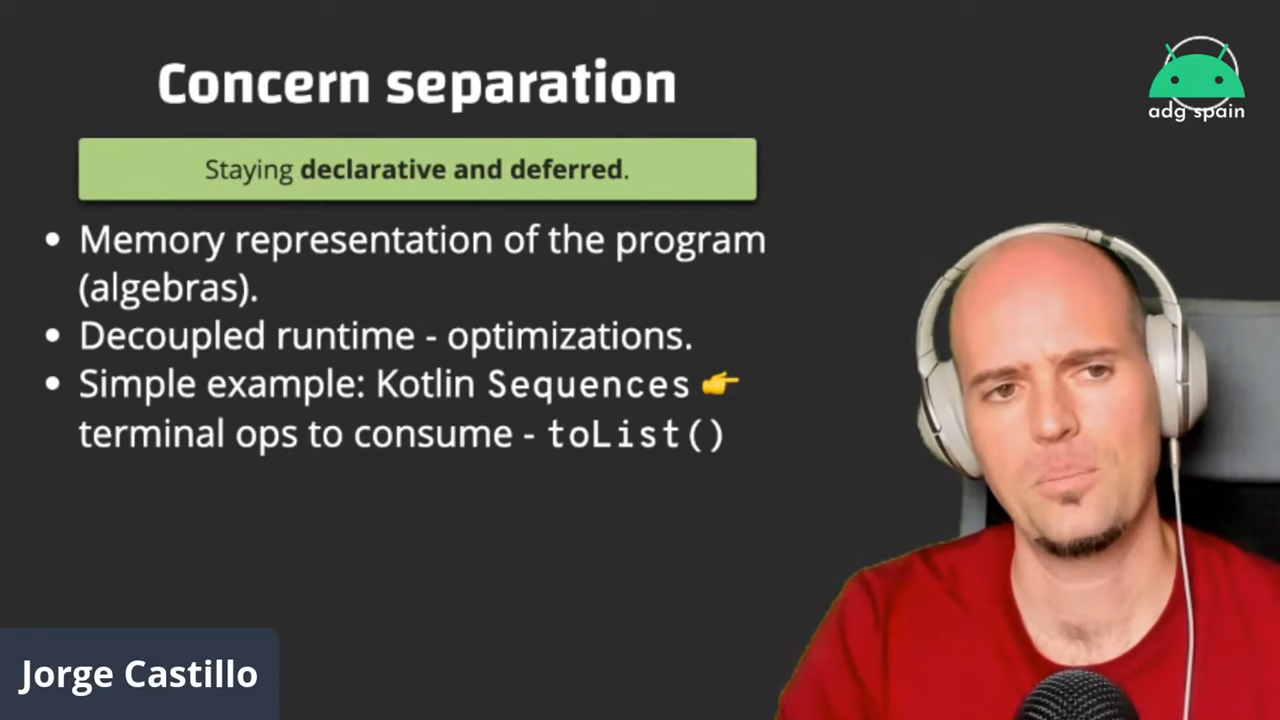 Concern separation
adg spain
Staying declarative and deferred.
• Memory representation of the program
(algebras).
• Decoupled runtime - optimizations.
• Simple example: Kotlin Sequences 👉
terminal ops to consume - toList()
Jorge Castillo